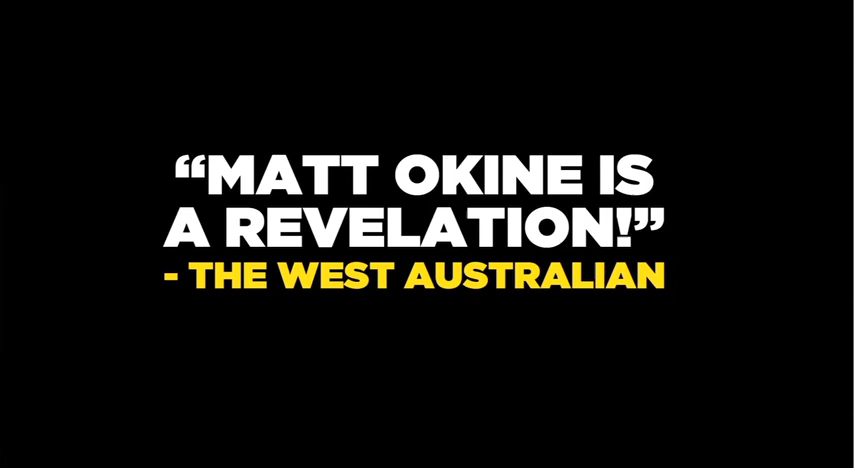 “MATT OKINE IS
A REVELATION!”
- THE WEST AUSTRALIAN